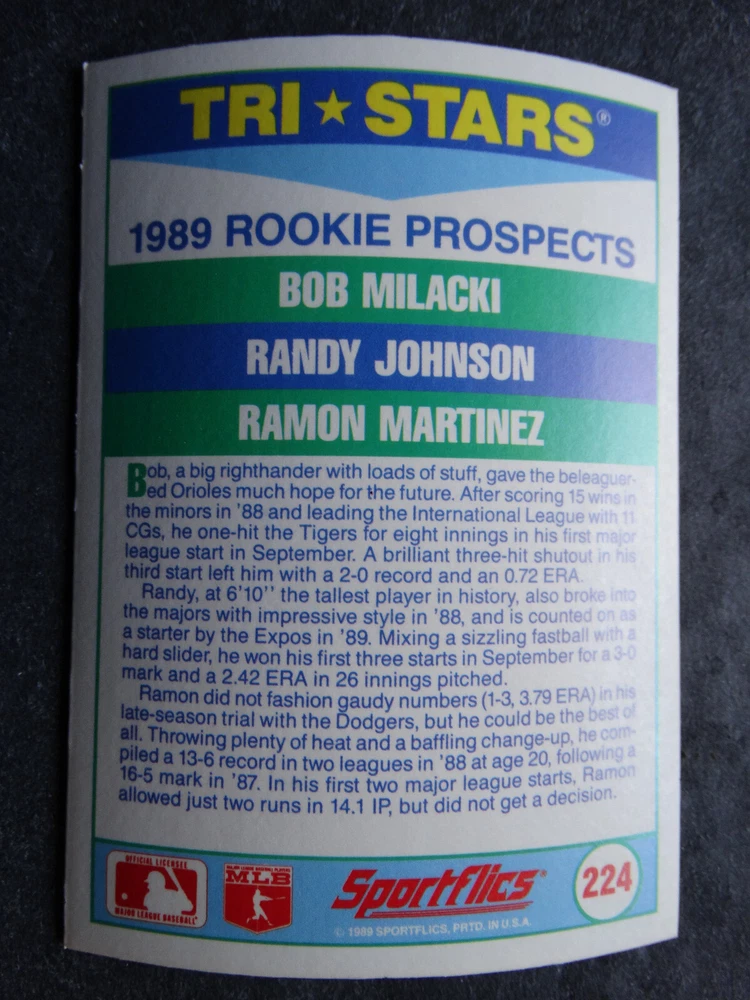 TRI ★ STARS®
1989 ROOKIE PROSPECTS
BOB MILACKI
RANDY JOHNSON
RAMON MARTINEZ
Bob, a big righthander with loads of stuff, gave the beleaguer-
ed Orioles much hope for the future. After scoring 15 wins in
the minors in '88 and leading the International League with 11
CGs, he one-hit the Tigers for eight innings in his first major
league start in September. A brilliant three-hit shutout in his
third start left him with a 2-0 record and an 0.72 ERA.
Randy, at 6'10'' the tallest player in history, also broke into
the majors with impressive style in '88, and is counted on as
a starter by the Expos in '89. Mixing a sizzling fastball with a
hard slider, he won his first three starts in September for a 3-0
mark and a 2.42 ERA in 26 innings pitched.
Ramon did not fashion gaudy numbers (1-3, 3.79 ERA) in his
late-season trial with the Dodgers, but he could be the best of
all. Throwing plenty of heat and a baffling change-up, he com-
piled a 13-6 record in two leagues in '88 at age 20, following a
16-5 mark in '87. In his first two major league starts, Ramon
allowed just two runs in 14.1 IP, but did not get a decision.
OFFICIAL LICENSEE
MAJOR LEAGUE BASEBALL
MAJOR LEAGUE BASEBALL PLAYERS
MLB
Sportflics®
224
© 1989 SPORTFLICS, PRTD. IN U.S.A.